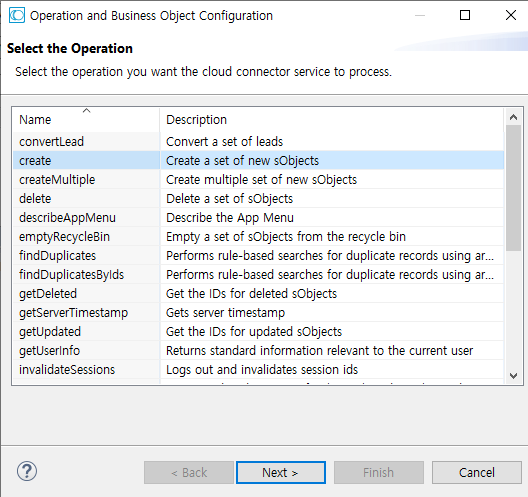 Operation and Business Object Configuration
Select the Operation
Select the operation you want the cloud connector service to process.
Name Description
convertLead Convert a set of leads
create Create a set of new sObjects
createMultiple Create multiple set of new sObjects
delete Delete a set of sObjects
describeAppMenu Describe the App Menu
emptyRecycleBin Empty a set of sObjects from the recycle bin
findDuplicates Performs rule-based searches for duplicate records using ar...
findDuplicatesByIds Performs rule-based searches for duplicate records using ar...
getDeleted Get the IDs for deleted sObjects
getServerTimestamp Gets server timestamp
getUpdated Get the IDs for updated sObjects
getUserInfo Returns standard information relevant to the current user
invalidateSessions Logs out and invalidates session ids
? < Back Next > Finish Cancel